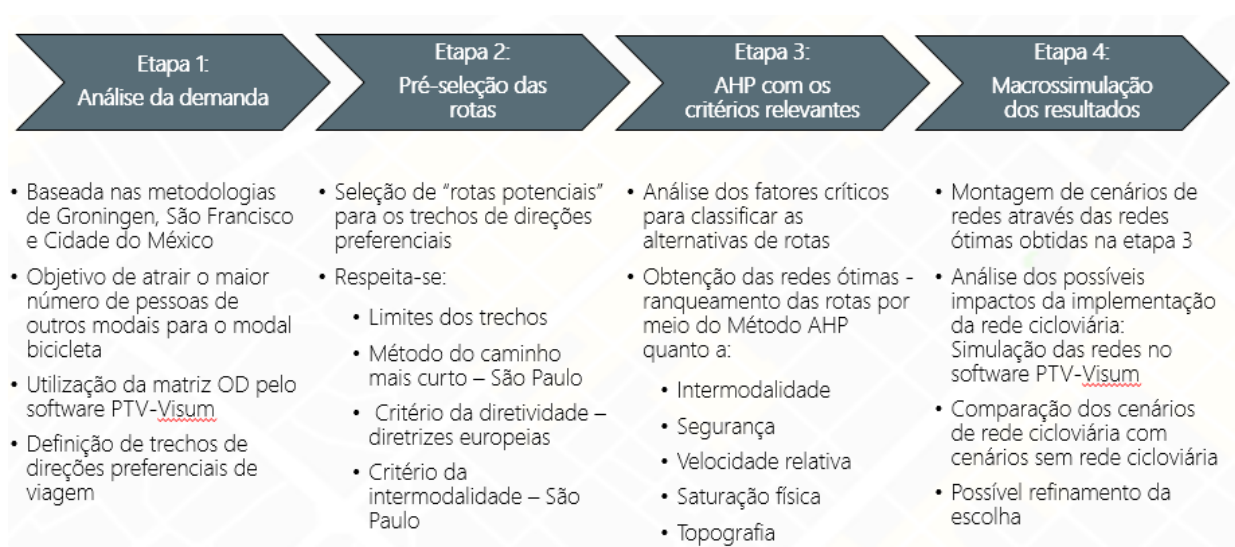 Etapa 1:
Análise da demanda
Etapa 2:
Pré-seleção das
rotas
Etapa 3:
AHP com os
critérios relevantes
Etapa 4:
Macrossimulação
dos resultados
• Baseada nas metodologias
de Groningen, São Francisco
e Cidade do México
• Objetivo de atrair o maior
número de pessoas de
outros modais para o modal
bicicleta
• Utilização da matriz OD pelo
software PTV-Visum
• Definição de trechos de
direções preferenciais de
viagem
• Seleção de “rotas potenciais”
para os trechos de direções
preferenciais
• Respeita-se:
• Limites dos trechos
• Método do caminho
mais curto – São Paulo
• Critério da diretividade –
diretrizes europeias
• Critério da
intermodalidade – São
Paulo
• Análise dos fatores críticos
para classificar as
alternativas de rotas
• Obtenção das redes ótimas -
ranqueamento das rotas por
meio do Método AHP
quanto a:
• Intermodalidade
• Segurança
• Velocidade relativa
• Saturação física
• Topografia
• Montagem de cenários de
redes através das redes
ótimas obtidas na etapa 3
• Análise dos possíveis
impactos da implementação
da rede cicloviária:
Simulação das redes no
software PTV-Visum
• Comparação dos cenários
de rede cicloviária com
cenários sem rede cicloviária
• Possível refinamento da
escolha